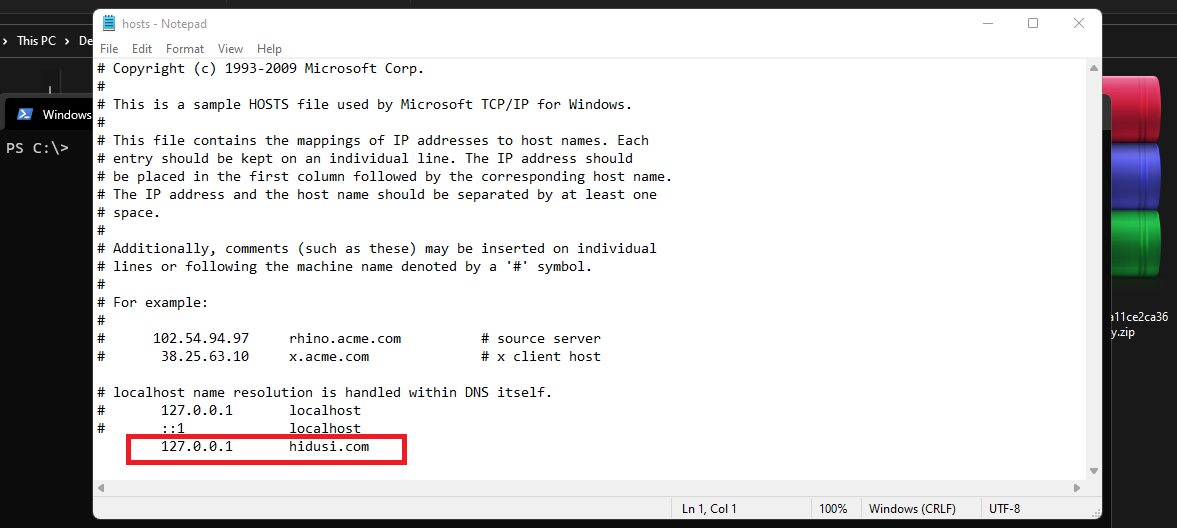 hosts - Notepad
This PC
De
File Edit Format View Help
Windows
PS C:\>
# Copyright (c) 1993-2009 Microsoft Corp.
#
# This is a sample HOSTS file used by Microsoft TCP/IP for Windows.
#
# This file contains the mappings of IP addresses to host names. Each
# entry should be kept on an individual line. The IP address should
# be placed in the first column followed by the corresponding host name.
# The IP address and the host name should be separated by at least one
# space.
#
# Additionally, comments (such as these) may be inserted on individual
# lines or following the machine name denoted by a '#' symbol.
#
# For example:
#
#      102.54.94.97     rhino.acme.com          # source server
#       38.25.63.10     x.acme.com              # x client host

# localhost name resolution is handled within DNS itself.
#       127.0.0.1       localhost
#       ::1             localhost
        127.0.0.1       hidusi.com
a11ce2ca36
y.zip
Ln 1, Col 1 100% Windows (CRLF) UTF-8